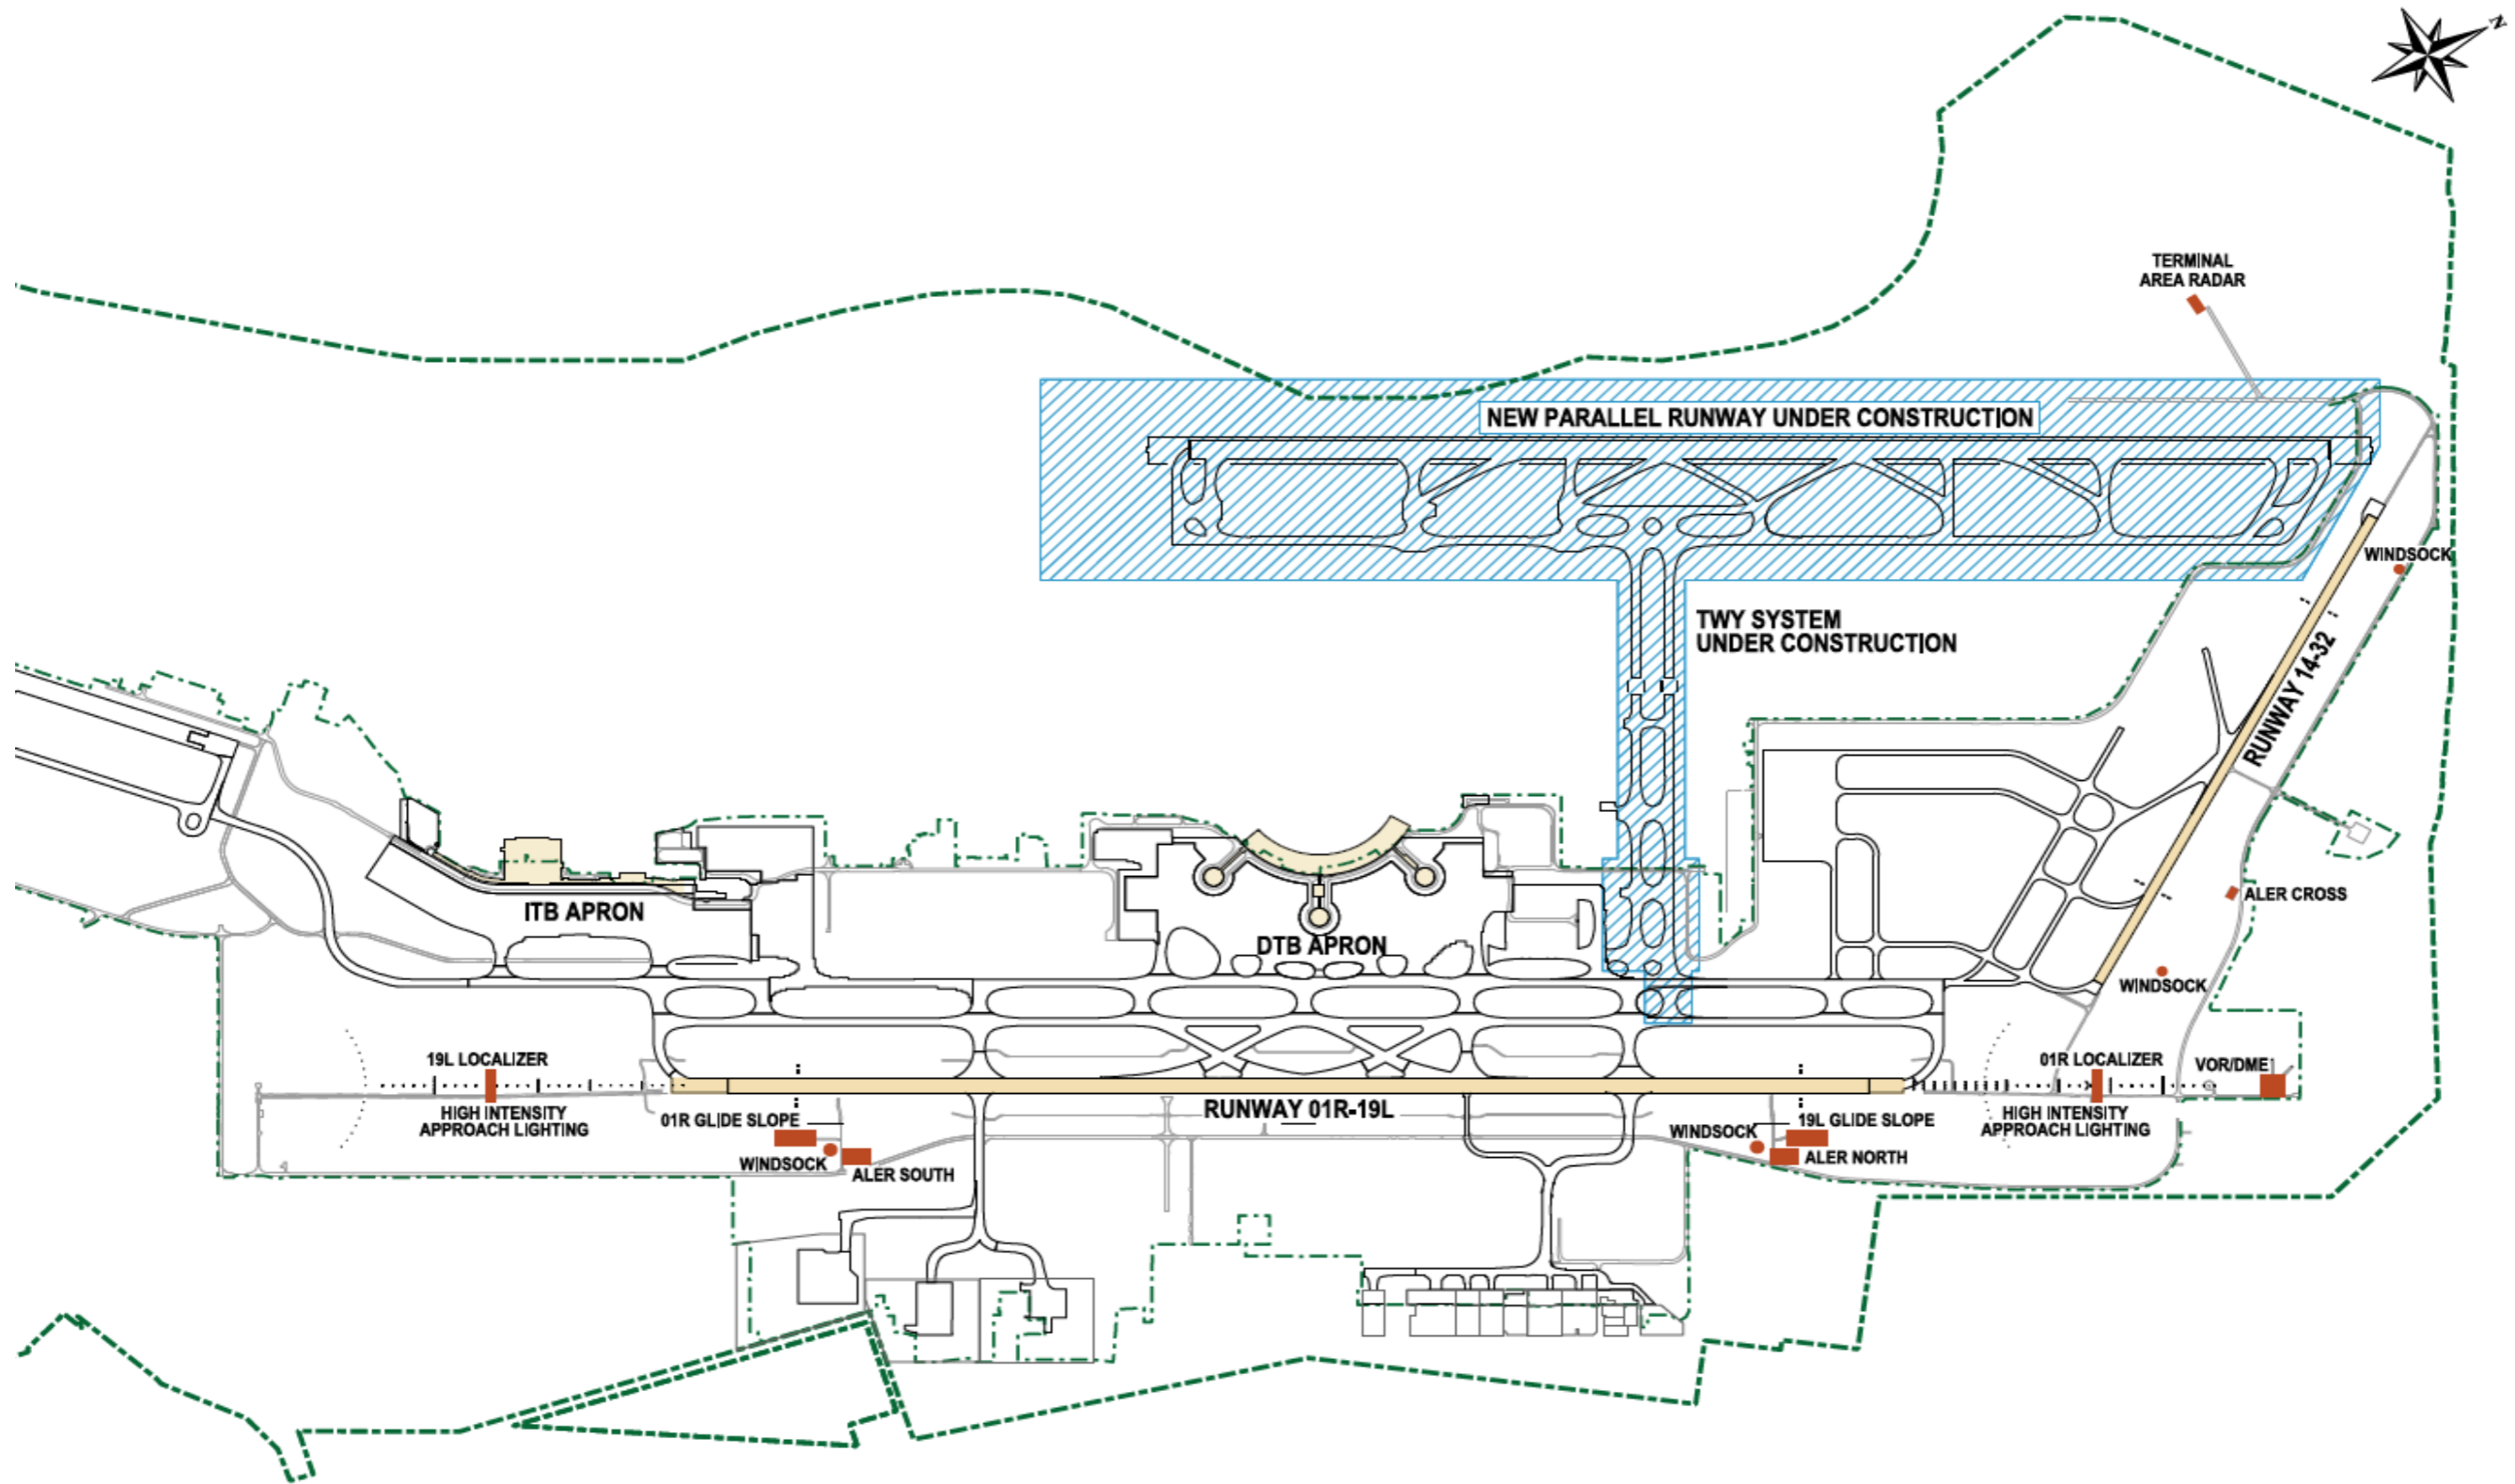 N
TERMINAL
AREA RADAR
NEW PARALLEL RUNWAY UNDER CONSTRUCTION
WINDSOCK
TWY SYSTEM
UNDER CONSTRUCTION
RUNWAY 14-32
ALER CROSS
ITB APRON
DTB APRON
WINDSOCK
19L LOCALIZER
HIGH INTENSITY
APPROACH LIGHTING
01R LOCALIZER
VOR/DME
HIGH INTENSITY
APPROACH LIGHTING
RUNWAY 01R-19L
01R GLIDE SLOPE
WINDSOCK
ALER SOUTH
19L GLIDE SLOPE
WINDSOCK
ALER NORTH